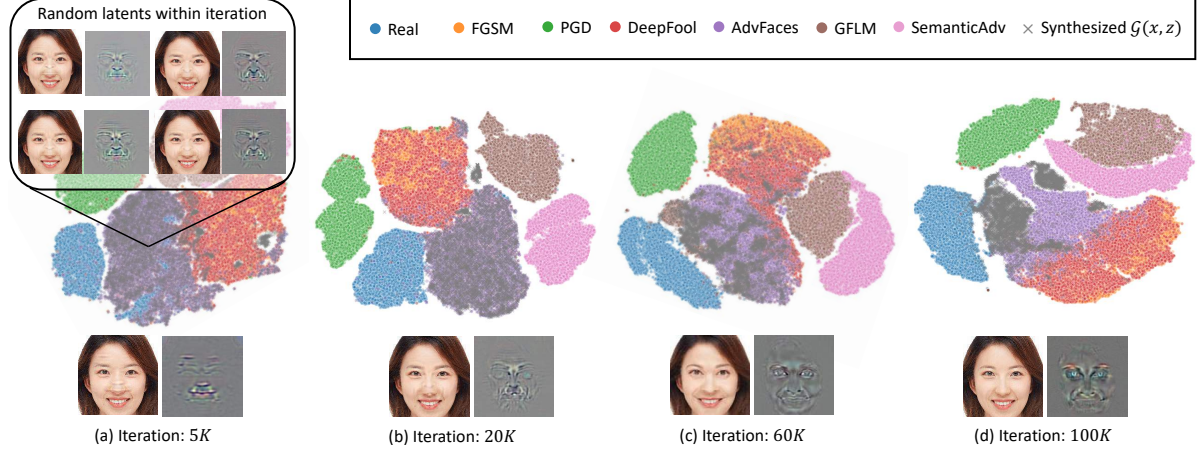 Random latents within iteration
Real FGSM PGD DeepFool AdvFaces GFLM SemanticAdv × Synthesized 𝒢(x, z)
(a) Iteration: 5K
(b) Iteration: 20K
(c) Iteration: 60K
(d) Iteration: 100K